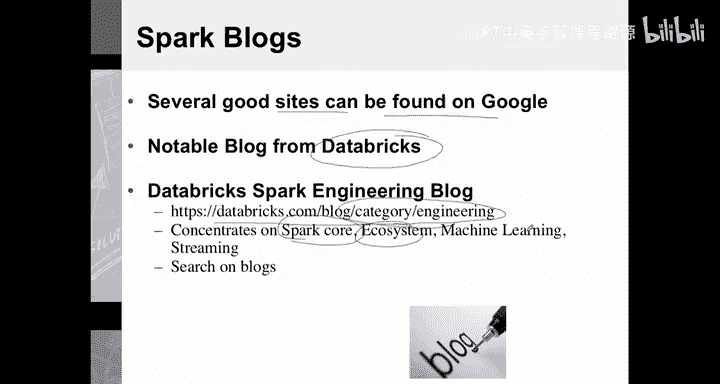 Spark Blogs
bilibili
• Several good sites can be found on Google
• Notable Blog from Databricks
• Databricks Spark Engineering Blog
– https://databricks.com/blog/category/engineering
– Concentrates on Spark core, Ecosystem, Machine Learning,
Streaming
– Search on blogs
blog